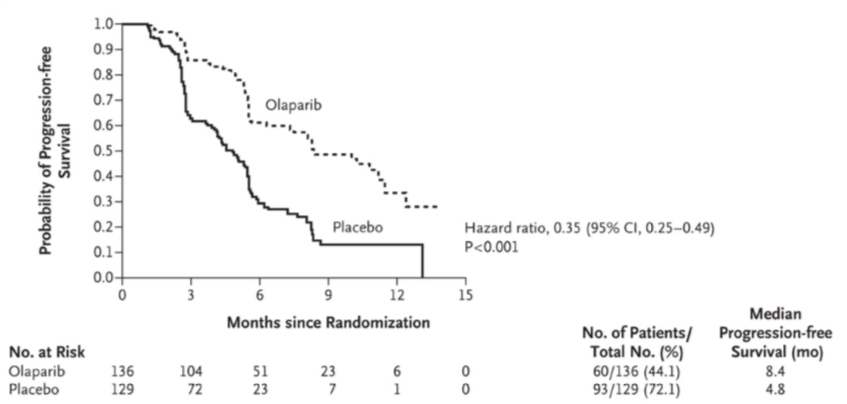 1.0
0.9
0.8
0.7
0.6
0.5
0.4
0.3
0.2
0.1
0.0
Probability of Progression-free
Survival
Olaparib
Placebo
Hazard ratio, 0.35 (95% CI, 0.25–0.49)
P<0.001
0 3 6 9 12 15
Months since Randomization
No. of Patients/
Total No. (%)
Median
Progression-free
Survival (mo)
No. at Risk
Olaparib 136 104 51 23 6 0 60/136 (44.1) 8.4
Placebo 129 72 23 7 1 0 93/129 (72.1) 4.8